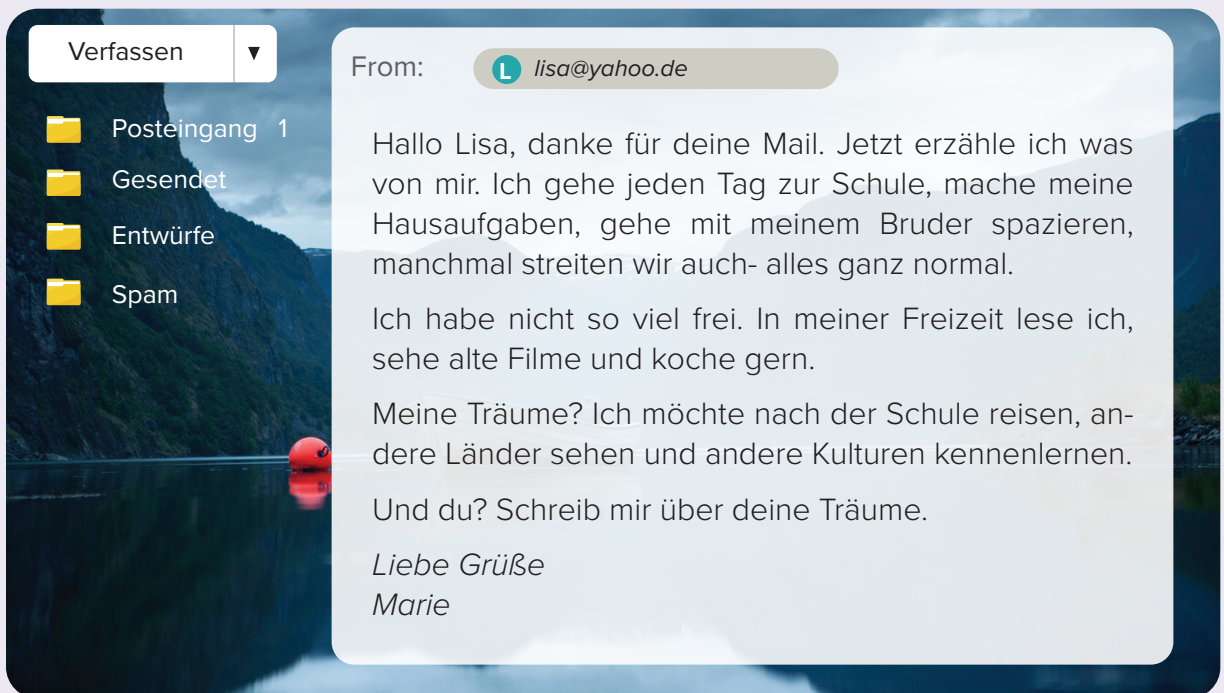 Verfassen ▼
Posteingang 1
Gesendet
Entwürfe
Spam
From: L lisa@yahoo.de
Hallo Lisa, danke für deine Mail. Jetzt erzähle ich was
von mir. Ich gehe jeden Tag zur Schule, mache meine
Hausaufgaben, gehe mit meinem Bruder spazieren,
manchmal streiten wir auch- alles ganz normal.
Ich habe nicht so viel frei. In meiner Freizeit lese ich,
sehe alte Filme und koche gern.
Meine Träume? Ich möchte nach der Schule reisen, an-
dere Länder sehen und andere Kulturen kennenlernen.
Und du? Schreib mir über deine Träume.
Liebe Grüße
Marie